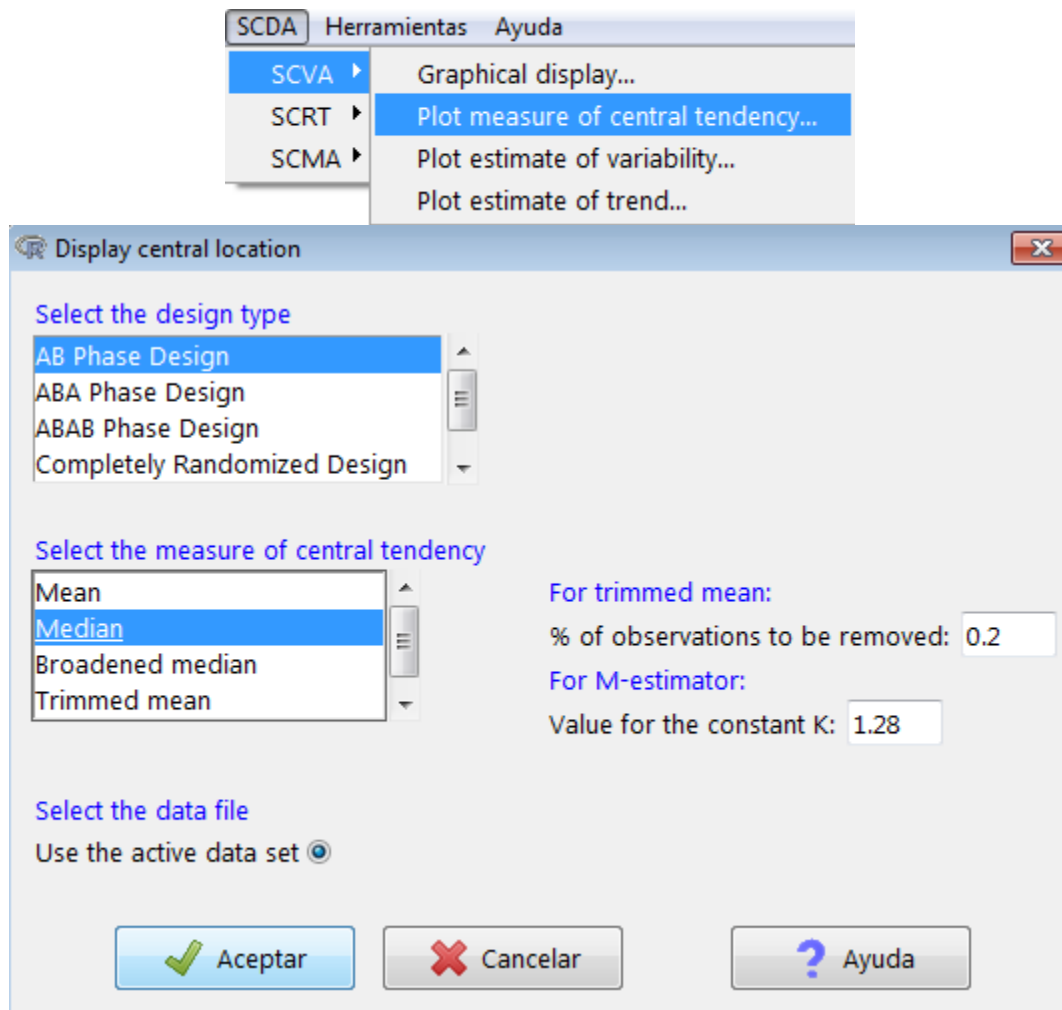 SCDA Herramientas Ayuda
SCVA Graphical display...
SCRT Plot measure of central tendency...
SCMA Plot estimate of variability...
Plot estimate of trend...
Display central location
Select the design type
AB Phase Design
ABA Phase Design
ABAB Phase Design
Completely Randomized Design
Select the measure of central tendency
Mean
Median
Broadened median
Trimmed mean
For trimmed mean:
% of observations to be removed: 0.2
For M-estimator:
Value for the constant K: 1.28
Select the data file
Use the active data set
Aceptar Cancelar Ayuda